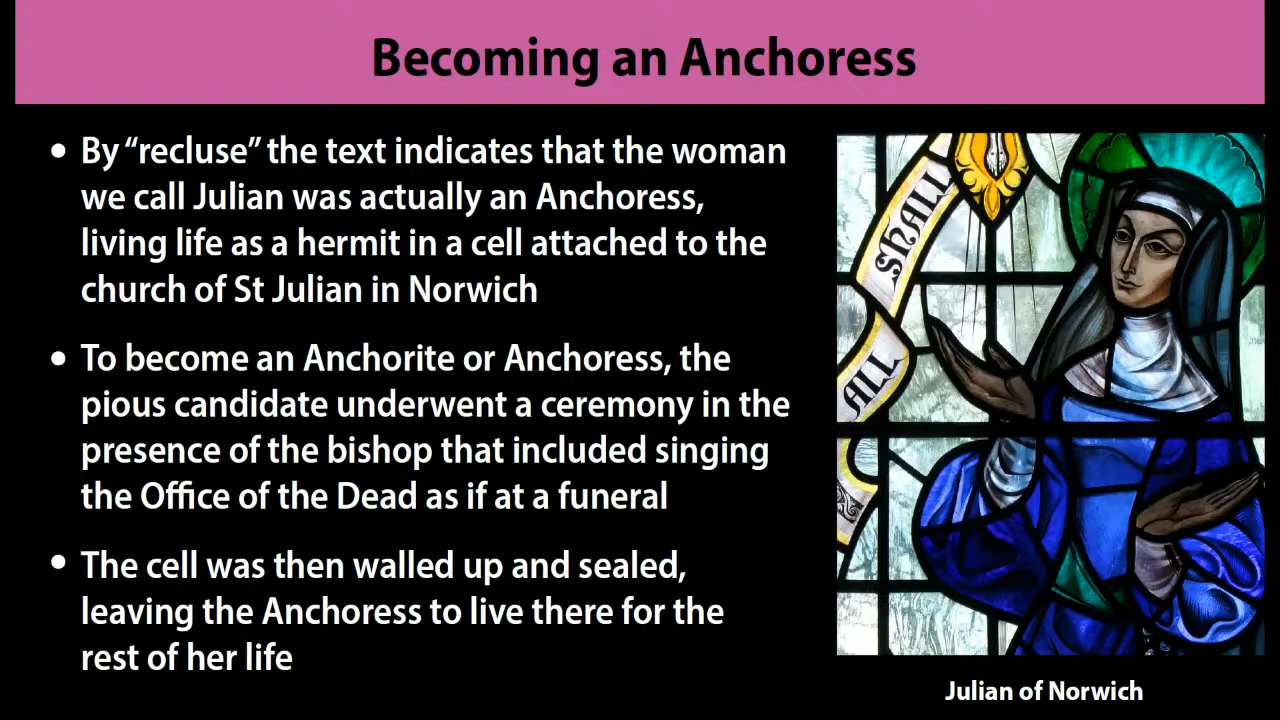 Becoming an Anchoress
• By “recluse” the text indicates that the woman
we call Julian was actually an Anchoress,
living life as a hermit in a cell attached to the
church of St Julian in Norwich
• To become an Anchorite or Anchoress, the
pious candidate underwent a ceremony in the
presence of the bishop that included singing
the Office of the Dead as if at a funeral
• The cell was then walled up and sealed,
leaving the Anchoress to live there for the
rest of her life
SHALL
ALL
Julian of Norwich